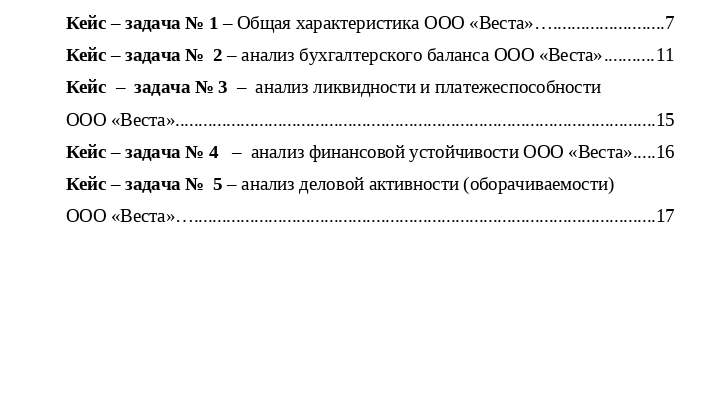 Кейс – задача № 1 – Общая характеристика ООО «Веста»…........................7
Кейс – задача №  2 – анализ бухгалтерского баланса ООО «Веста»...........11
Кейс  –  задача № 3  –  анализ ликвидности и платежеспособности
ООО «Веста».......................................................................................................15
Кейс – задача № 4   –  анализ финансовой устойчивости ООО «Веста».....16
Кейс – задача №  5 – анализ деловой активности (оборачиваемости)
ООО «Веста»…...................................................................................................17